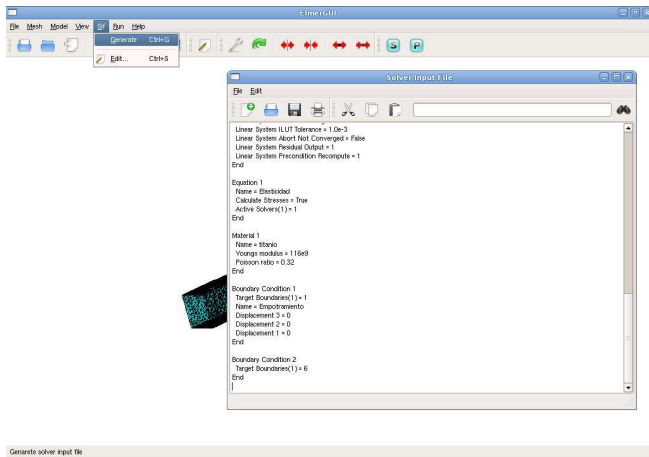 ElmerGUI
File Mesh Model View Sif Run Help
Generate Ctrl+G
Edit... Ctrl+S
S P
Solver Input File
File Edit
Linear System ILUT Tolerance = 1.0e-3
Linear System Abort Not Converged = False
Linear System Residual Output = 1
Linear System Precondition Recompute = 1
End
Equation 1
Name = Elasticidad
Calculate Stresses = True
Active Solvers(1) = 1
End
Material 1
Name = titanio
Youngs modulus = 116e9
Poisson ratio = 0.32
End
Boundary Condition 1
Target Boundaries(1) = 1
Name = Empotramiento
Displacement 3 = 0
Displacement 2 = 0
Displacement 1 = 0
End
Boundary Condition 2
Target Boundaries(1) = 6
End
Genarete solver input file